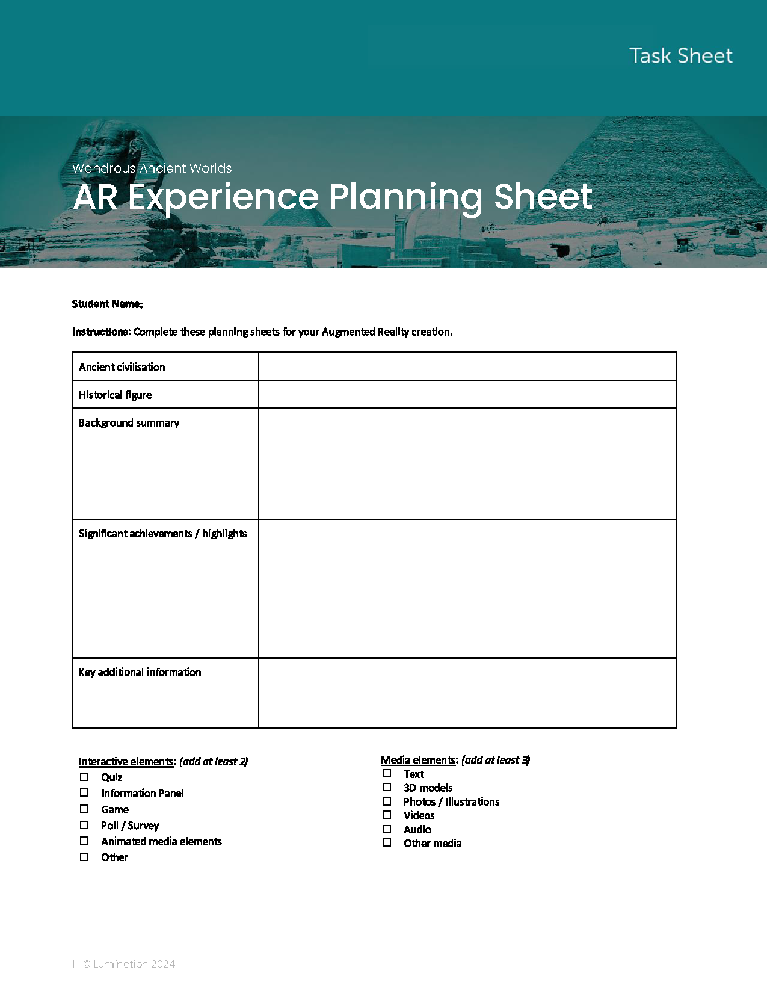 Task Sheet
Wondrous Ancient Worlds
AR Experience Planning Sheet
Student Name:
Instructions: Complete these planning sheets for your Augmented Reality creation.
Ancient civilisation
Historical figure
Background summary
Significant achievements / highlights
Key additional information
Interactive elements: (add at least 2)
☐ Quiz
☐ Information Panel
☐ Game
☐ Poll / Survey
☐ Animated media elements
☐ Other
Media elements: (add at least 3)
☐ Text
☐ 3D models
☐ Photos / Illustrations
☐ Videos
☐ Audio
☐ Other media
1 | © Lumination 2024